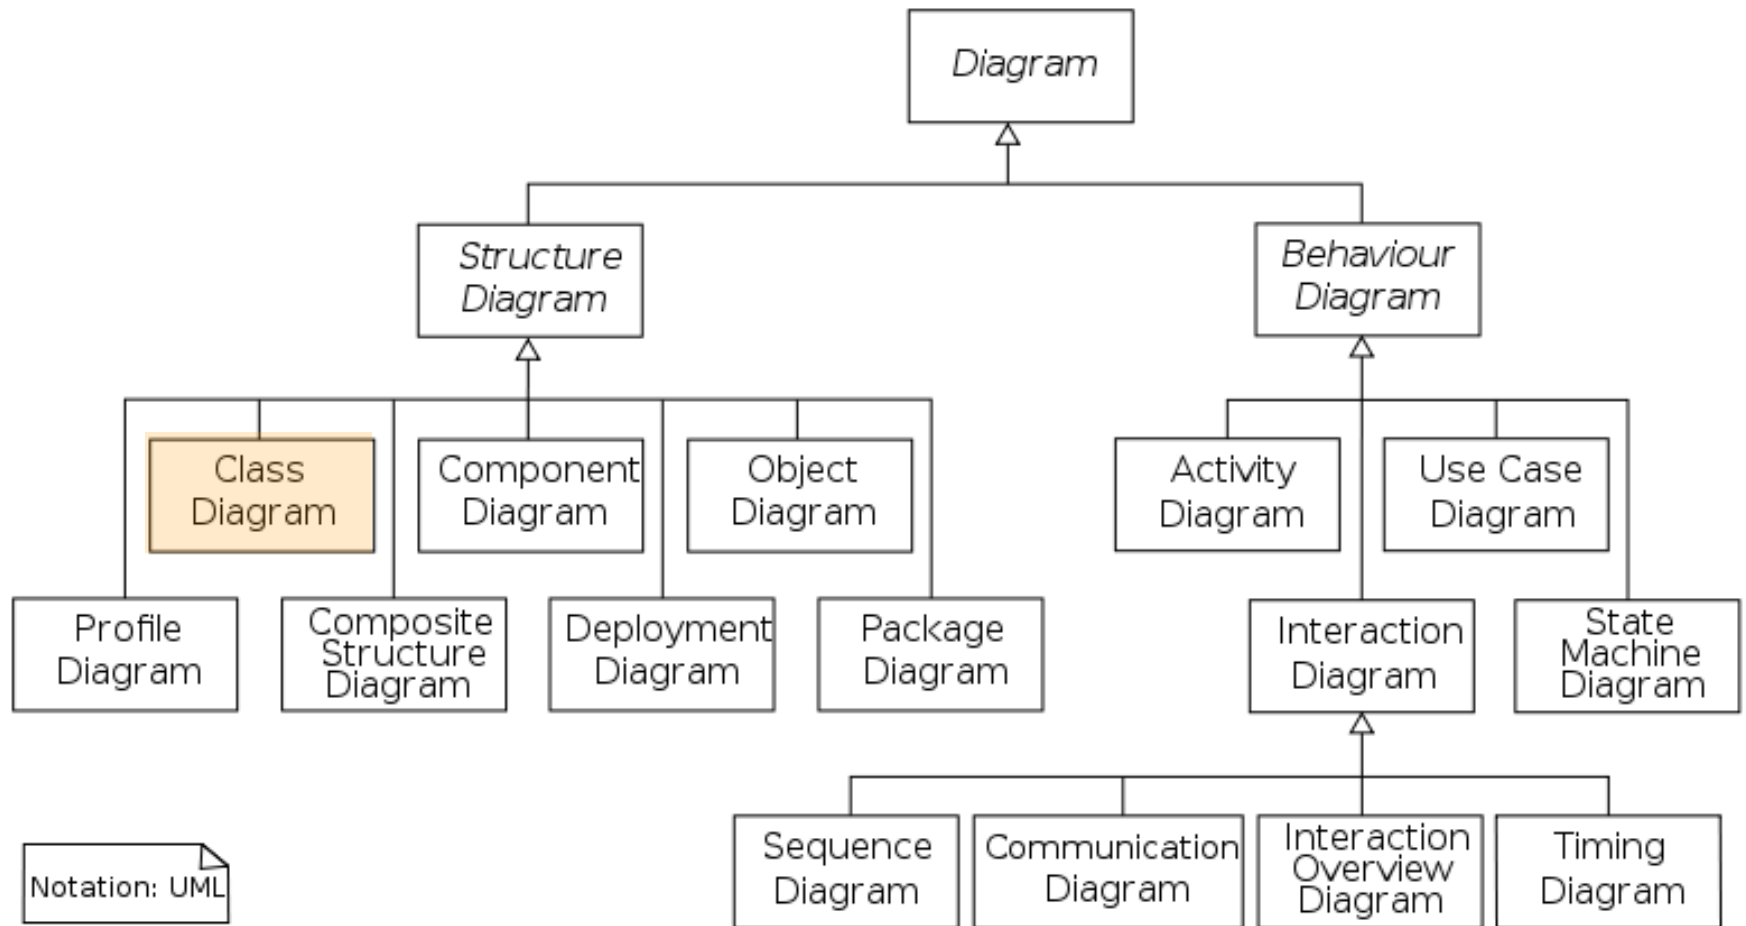 Diagram
Structure
Diagram
Behaviour
Diagram
Class
Diagram
Component
Diagram
Object
Diagram
Activity
Diagram
Use Case
Diagram
Profile
Diagram
Composite
Structure
Diagram
Deployment
Diagram
Package
Diagram
Interaction
Diagram
State
Machine
Diagram
Sequence
Diagram
Communication
Diagram
Interaction
Overview
Diagram
Timing
Diagram
Notation: UML